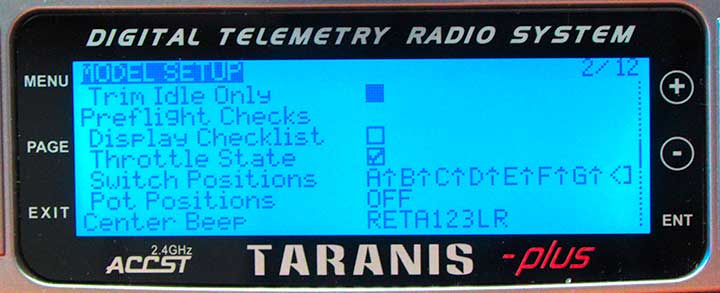 DIGITAL TELEMETRY RADIO SYSTEM
MENU
MODEL SETUP 2/12
Trim Idle Only
Preflight Checks
PAGE
Display Checklist
Throttle State
Switch Positions A↑B↑C↑D↑E↑F↑G↑<]
Pot Positions OFF
EXIT
Center Beep RETA123LR
+
-
ENT
2.4GHz
ACCST
TARANIS -plus